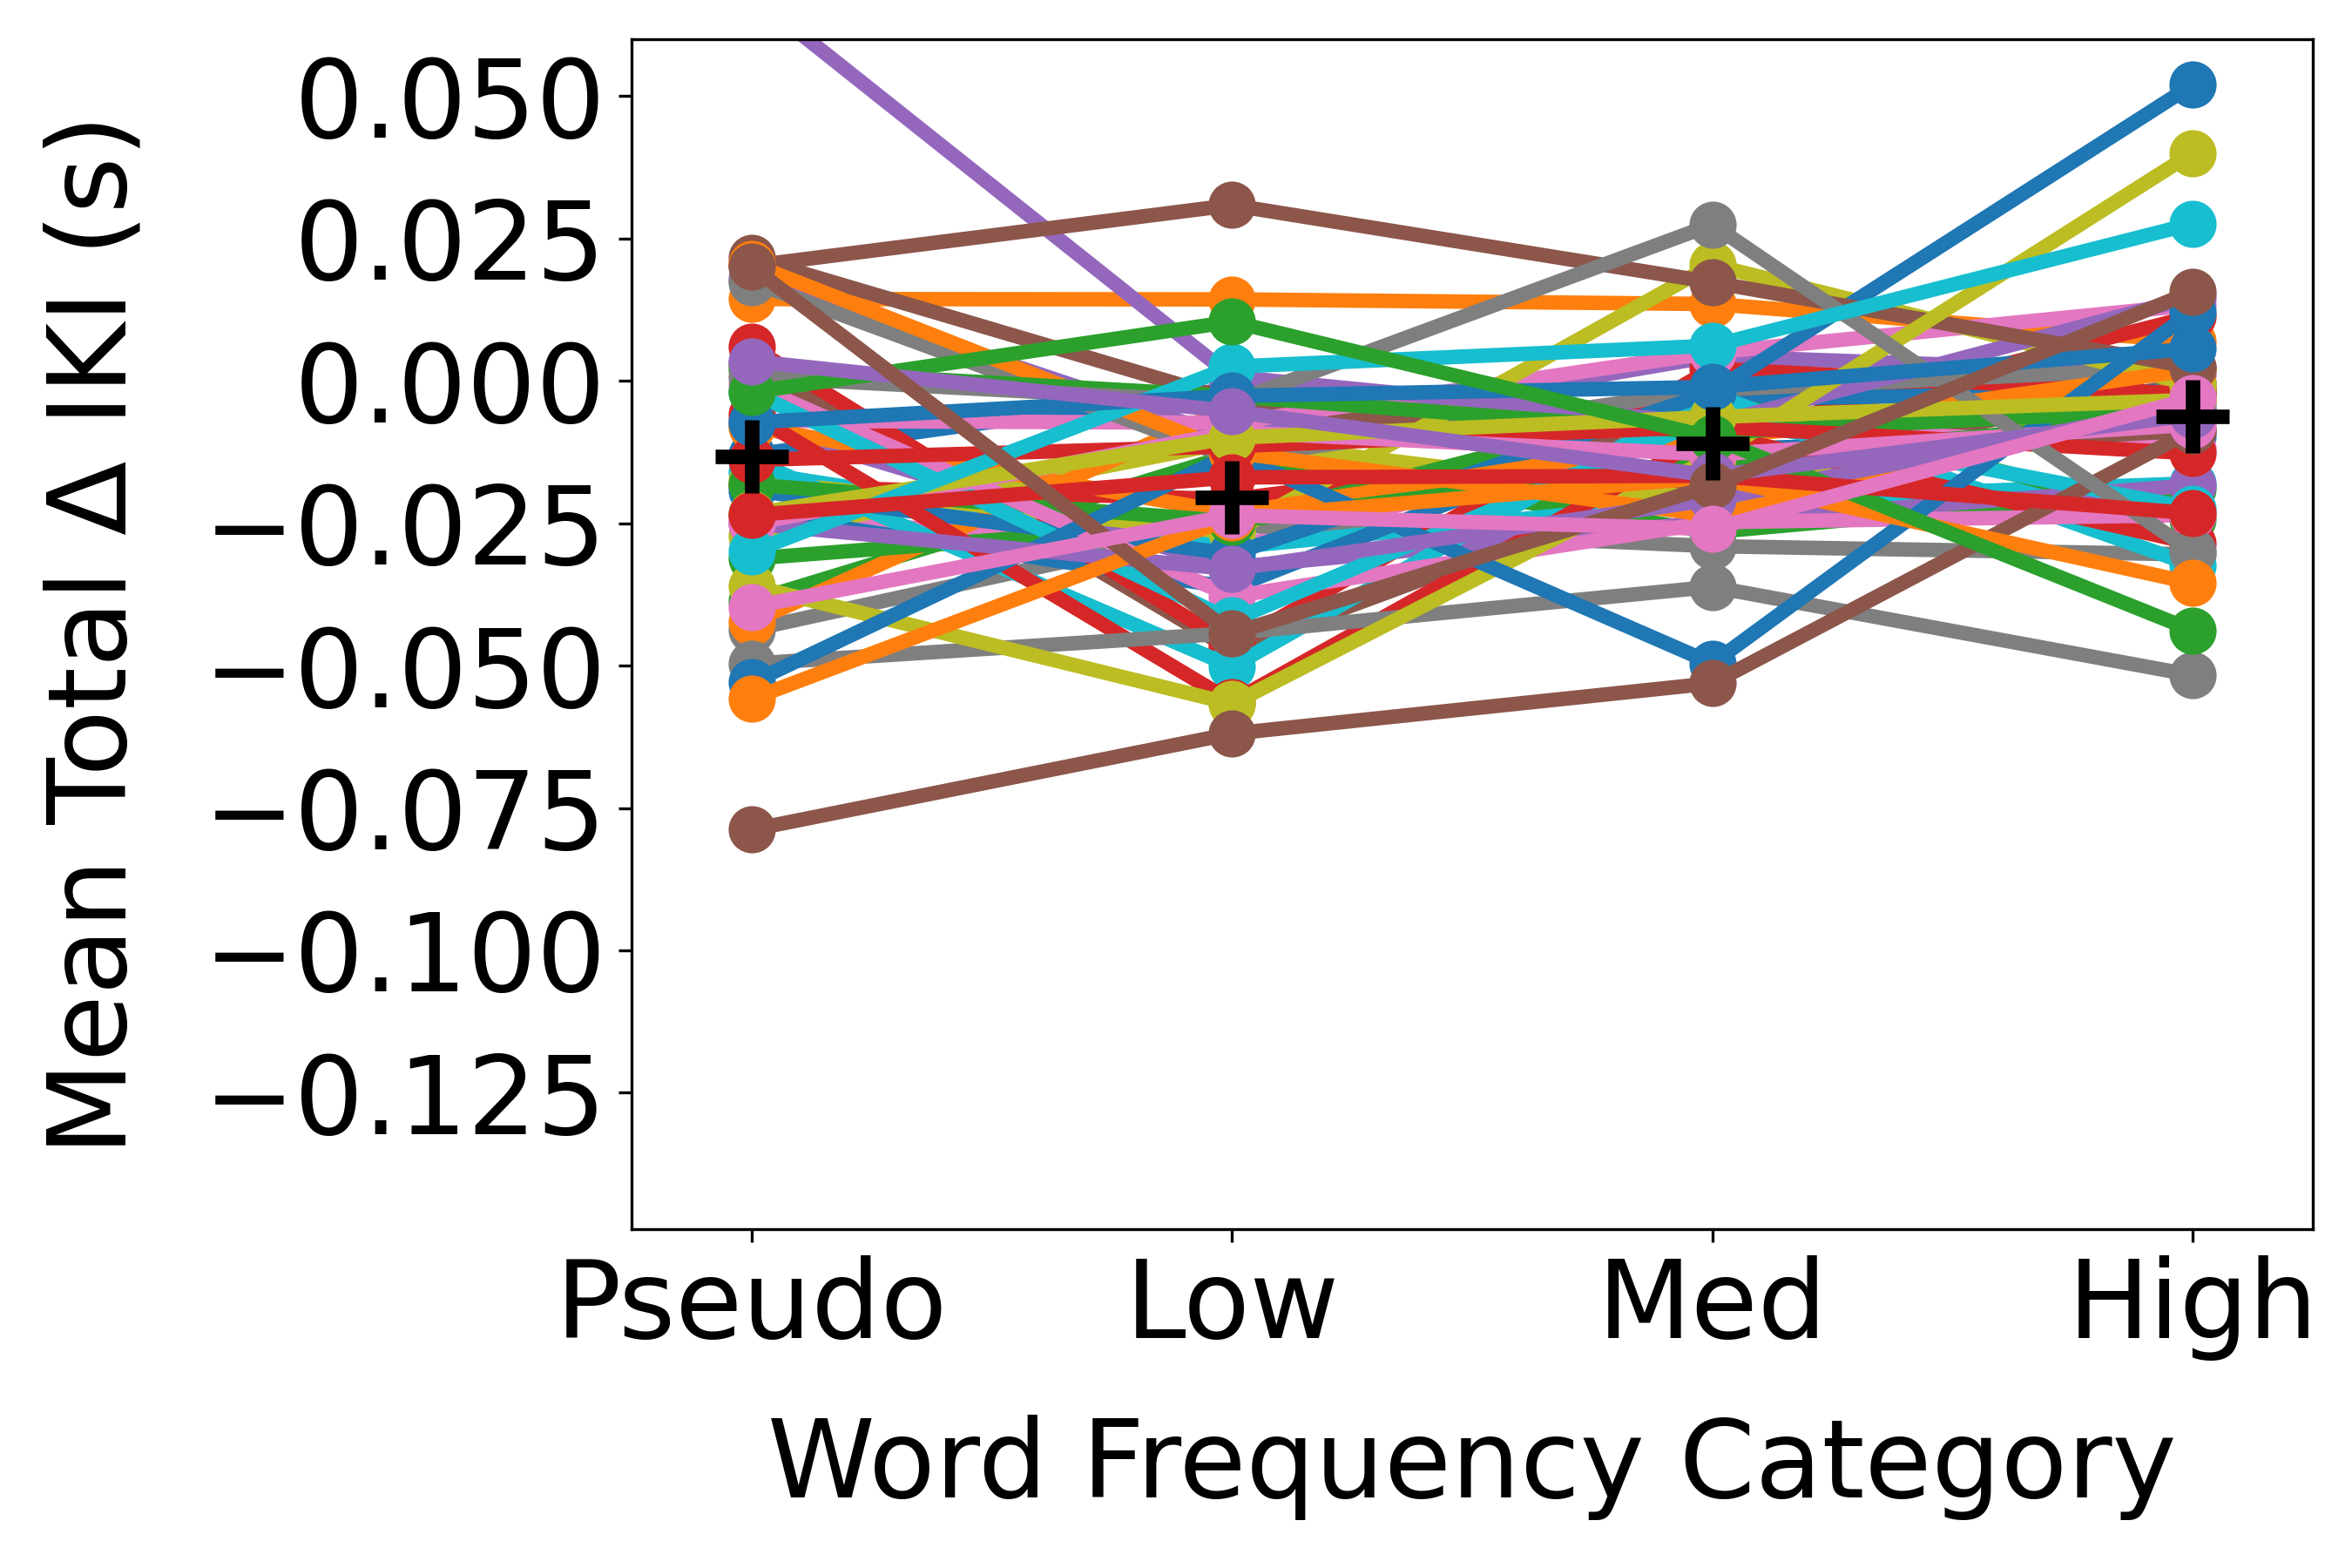 Mean Total Δ IKI (s)
0.050
0.025
0.000
−0.025
−0.050
−0.075
−0.100
−0.125
Pseudo Low Med High
Word Frequency Category